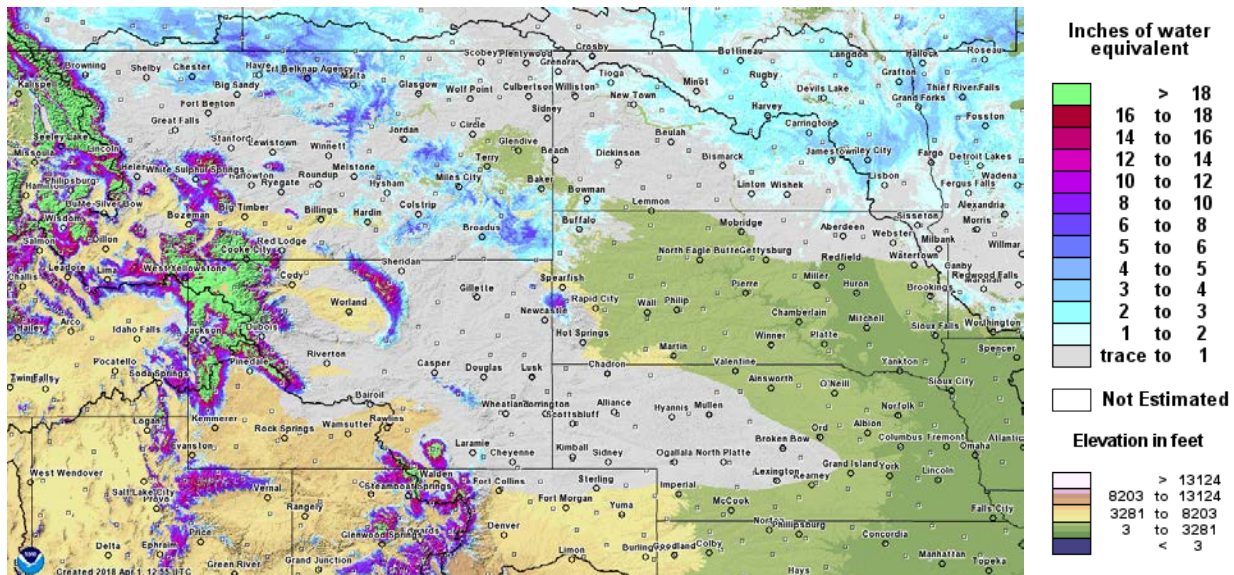 Crosby
Bottineau
Langdon
Hallock
Roseau
Scobey Plentywood
Browning
Shelby
Chester
Grenora
Tioga
Rugby
Grafton
Malta
Big Sandy
Glasgow
Wolf Point
Culbertson
Williston
Minot
Devils Lake
Thief River Falls
New Town
Grand Forks
Fort Benton
Sidney
Harvey
Fosston
Great Falls
Circle
Carrington
Jordan
Beulah
Seeley Lake
Stanford
Lewistown
Glendive
Lincoln
Winnett
Terry
Beach
Dickinson
Bismarck
Fargo
Detroit Lakes
White Sulphur Springs
Melstone
Ryegate
Roundup
Hysham
Miles City
Baker
Bowman
Linton
Wishek
Lisbon
Wadena
Fergus Falls
Wisdom
Bozeman
Big Timber
Billings
Hardin
Colstrip
Lemmon
Alexandria
Buffalo
Mobridge
Aberdeen
Sisseton
Morris
Salmon
Dillon
Red Lodge
Broadus
Webster
Milbank
Willmar
Cooke City
North Eagle Butte
Gettysburg
Redfield
Watertown
Challis
Leadore
Lima
West Yellowstone
Cody
Sheridan
Gillette
Spearfish
Miller
Canby
Redwood Falls
Marshall
Rapid City
Wall
Philip
Pierre
Huron
Brookings
Worland
Newcastle
Chamberlain
Mitchell
Hailey
Arco
Idaho Falls
Jackson
Dubois
Hot Springs
Winner
Platte
Sioux Falls
Worthington
Riverton
Martin
Spencer
Pocatello
Pinedale
Casper
Douglas
Lusk
Chadron
Valentine
Yankton
Soda Springs
Twin Falls
Ainsworth
O'Neill
Sioux City
Bairoil
Logan
Kemmerer
Rawlins
Wheatland
Torrington
Scottsbluff
Alliance
Hyannis
Mullen
Norfolk
Rock Springs
Wamsutter
Ord
Albion
Evanston
Laramie
Cheyenne
Kimball
Sidney
Ogallala
North Platte
Broken Bow
Columbus
Fremont
Omaha
Atlantic
West Wendover
Walden
Lexington
Kearney
Grand Island
York
Lincoln
Salt Lake City
Provo
Vernal
Steamboat Springs
Fort Collins
Sterling
Imperial
Rangely
Fort Morgan
Yuma
McCook
Falls City
Price
Glenwood Springs
Edwards
Denver
Norton
Phillipsburg
Concordia
Delta
Ephraim
Grand Junction
Limon
Goodland
Colby
Manhattan
Green River
Hays
Topeka
Created 2018 Apr 1, 12:55 UTC
Inches of water
equivalent
> 18
16 to 18
14 to 16
12 to 14
10 to 12
8 to 10
6 to 8
5 to 6
4 to 5
3 to 4
2 to 3
1 to 2
trace to 1
Not Estimated
Elevation in feet
> 13124
8203 to 13124
3281 to 8203
3 to 3281
< 3